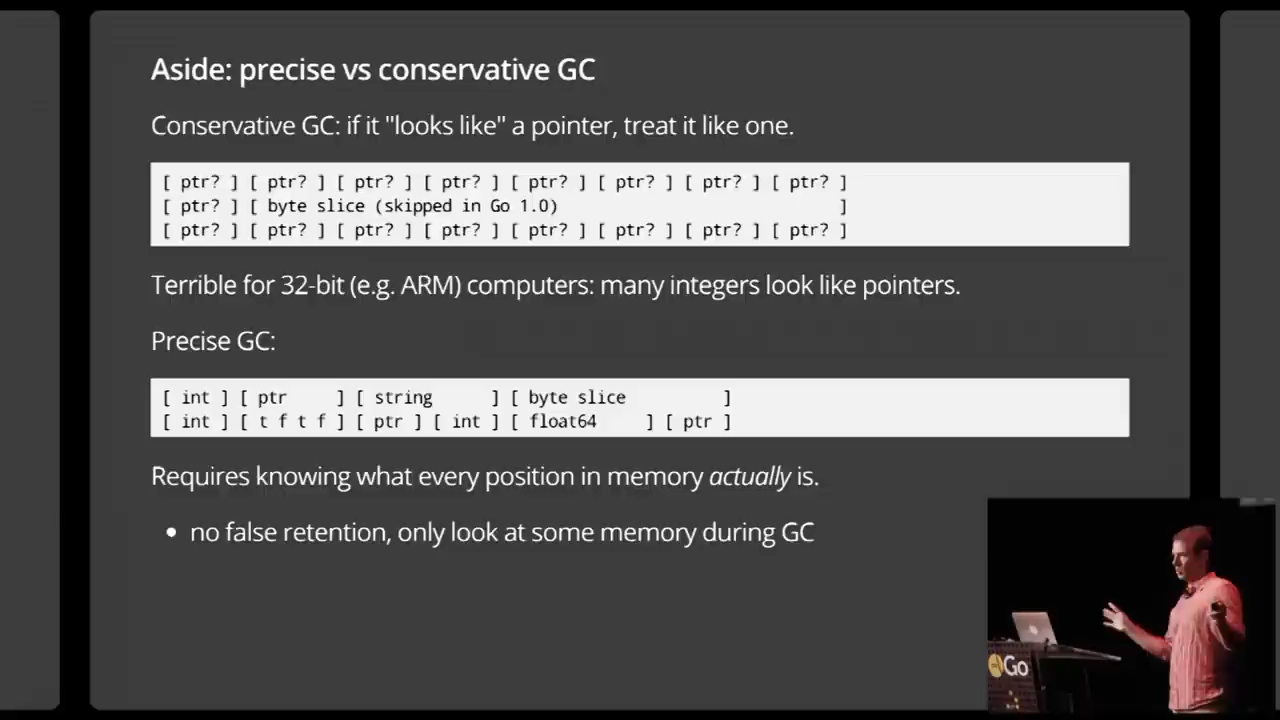 Aside: precise vs conservative GC
Conservative GC: if it "looks like" a pointer, treat it like one.
[ ptr? ] [ ptr? ] [ ptr? ] [ ptr? ] [ ptr? ] [ ptr? ] [ ptr? ] [ ptr? ]
[ ptr? ] [ byte slice (skipped in Go 1.0) ]
[ ptr? ] [ ptr? ] [ ptr? ] [ ptr? ] [ ptr? ] [ ptr? ] [ ptr? ] [ ptr? ]
Terrible for 32-bit (e.g. ARM) computers: many integers look like pointers.
Precise GC:
[ int ] [ ptr ] [ string ] [ byte slice ]
[ int ] [ t f t f ] [ ptr ] [ int ] [ float64 ] [ ptr ]
Requires knowing what every position in memory actually is.
• no false retention, only look at some memory during GC
Go